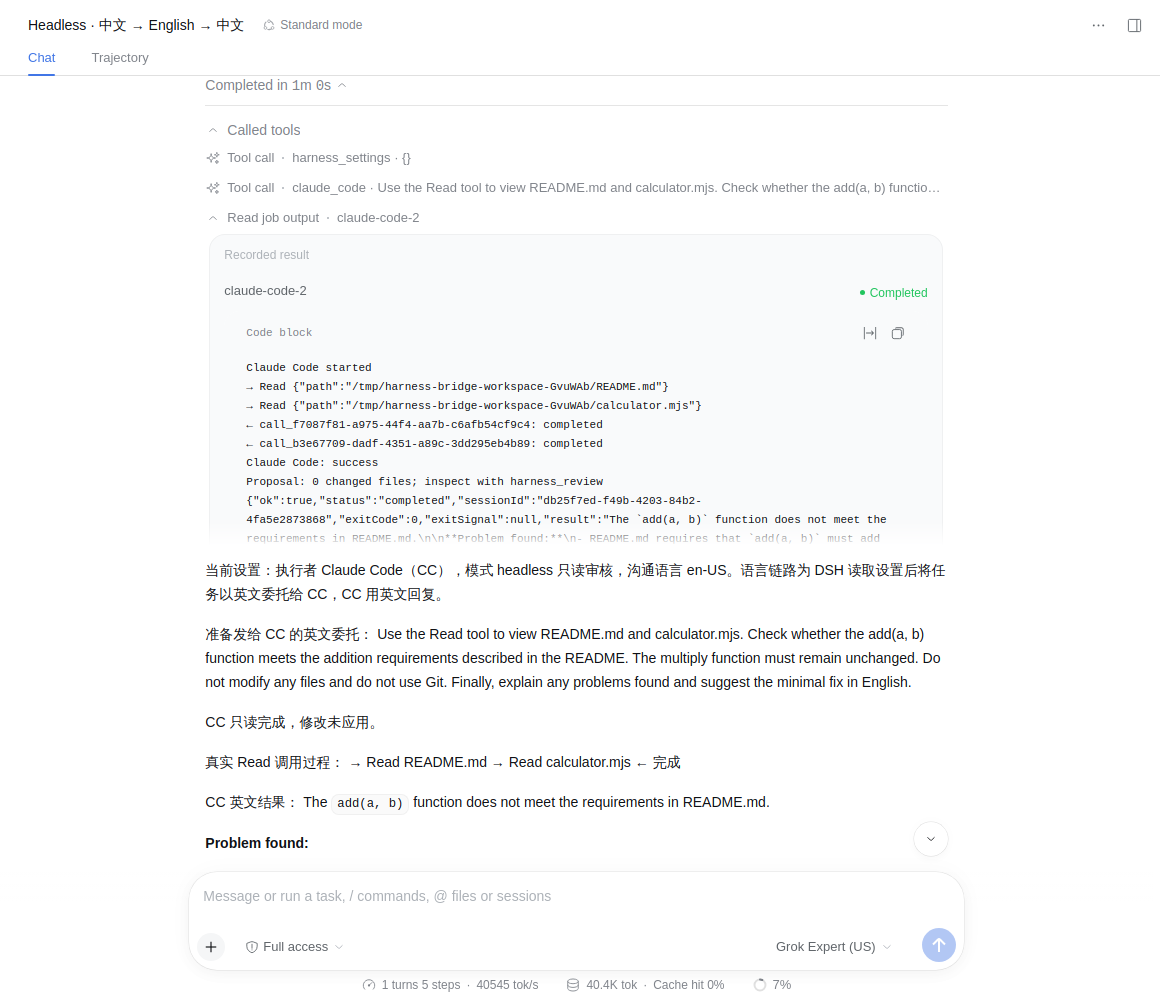 Headless · 中文 → English → 中文 Standard mode
Chat Trajectory
Completed in 1m 0s
Called tools
Tool call · harness_settings · {}
Tool call · claude_code · Use the Read tool to view README.md and calculator.mjs. Check whether the add(a, b) functio…
Read job output · claude-code-2
Recorded result
claude-code-2
Completed
Code block
Claude Code started
→ Read {"path":"/tmp/harness-bridge-workspace-GvuWAb/README.md"}
→ Read {"path":"/tmp/harness-bridge-workspace-GvuWAb/calculator.mjs"}
← call_f7087f81-a975-44f4-aa7b-c6afb54cf9c4: completed
← call_b3e67709-dadf-4351-a89c-3dd295eb4b89: completed
Claude Code: success
Proposal: 0 changed files; inspect with harness_review
{"ok":true,"status":"completed","sessionId":"db25f7ed-f49b-4203-84b2-
4fa5e2873868","exitCode":0,"exitSignal":null,"result":"The `add(a, b)` function does not meet the
requirements in README.md.\n\n**Problem found:**\n- README.md requires that `add(a, b)` must add
当前设置：执行者 Claude Code（CC），模式 headless 只读审核，沟通语言 en-US。语言链路为 DSH 读取设置后将任
务以英文委托给 CC，CC 用英文回复。
准备发给 CC 的英文委托： Use the Read tool to view README.md and calculator.mjs. Check whether the add(a, b)
function meets the addition requirements described in the README. The multiply function must remain unchanged. Do
not modify any files and do not use Git. Finally, explain any problems found and suggest the minimal fix in English.
CC 只读完成，修改未应用。
真实 Read 调用过程： → Read README.md → Read calculator.mjs ← 完成
CC 英文结果： The add(a, b) function does not meet the requirements in README.md.
Problem found:
Message or run a task, / commands, @ files or sessions
Full access Grok Expert (US)
1 turns 5 steps · 40545 tok/s 40.4K tok · Cache hit 0% 7%